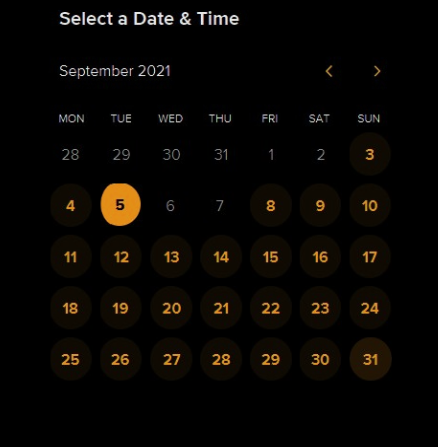 Select a Date & Time
September 2021
MON TUE WED THU FRI SAT SUN
28 29 30 31 1 2 3
4 5 6 7 8 9 10
11 12 13 14 15 16 17
18 19 20 21 22 23 24
25 26 27 28 29 30 31